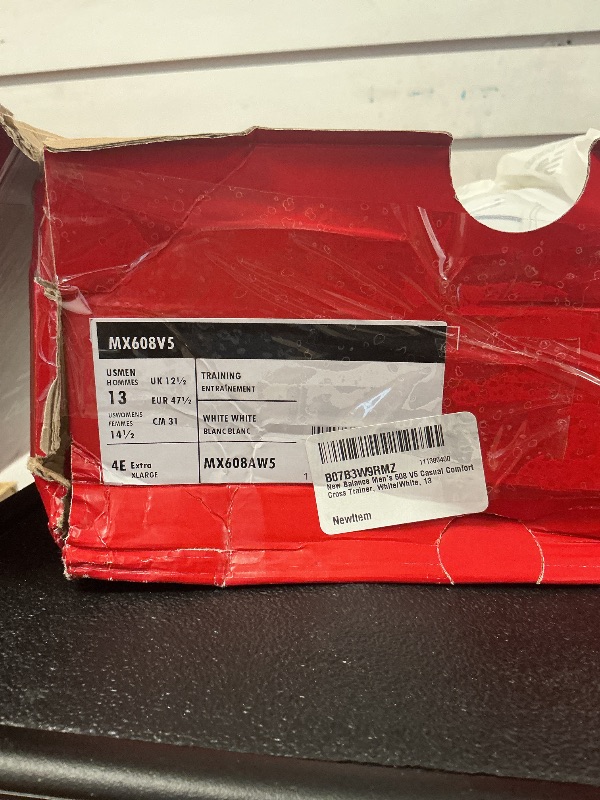 MX608V5
USMEN
HOMMES
13
UK 12½
EUR 47½
USWOMENS
FEMMES
14½
CM 31
TRAINING
ENTRAÎNEMENT
WHITE WHITE
BLANC BLANC
4E Extra
XLARGE
MX608AW5
B07B3W9RMZ
New Balance Men's 608 V5 Casual Comfort
Cross Trainer, White/White, 13
NewItem